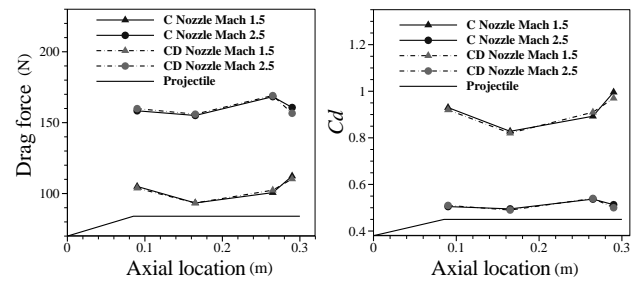 C Nozzle Mach 1.5
C Nozzle Mach 2.5
CD Nozzle Mach 1.5
CD Nozzle Mach 2.5
Projectile
Drag force (N)
200
150
100
0
0.1
0.2
0.3
Axial location (m)
C Nozzle Mach 1.5
C Nozzle Mach 2.5
CD Nozzle Mach 1.5
CD Nozzle Mach 2.5
Projectile
Cd
1.2
1
0.8
0.6
0.4
0
0.1
0.2
0.3
Axial location (m)